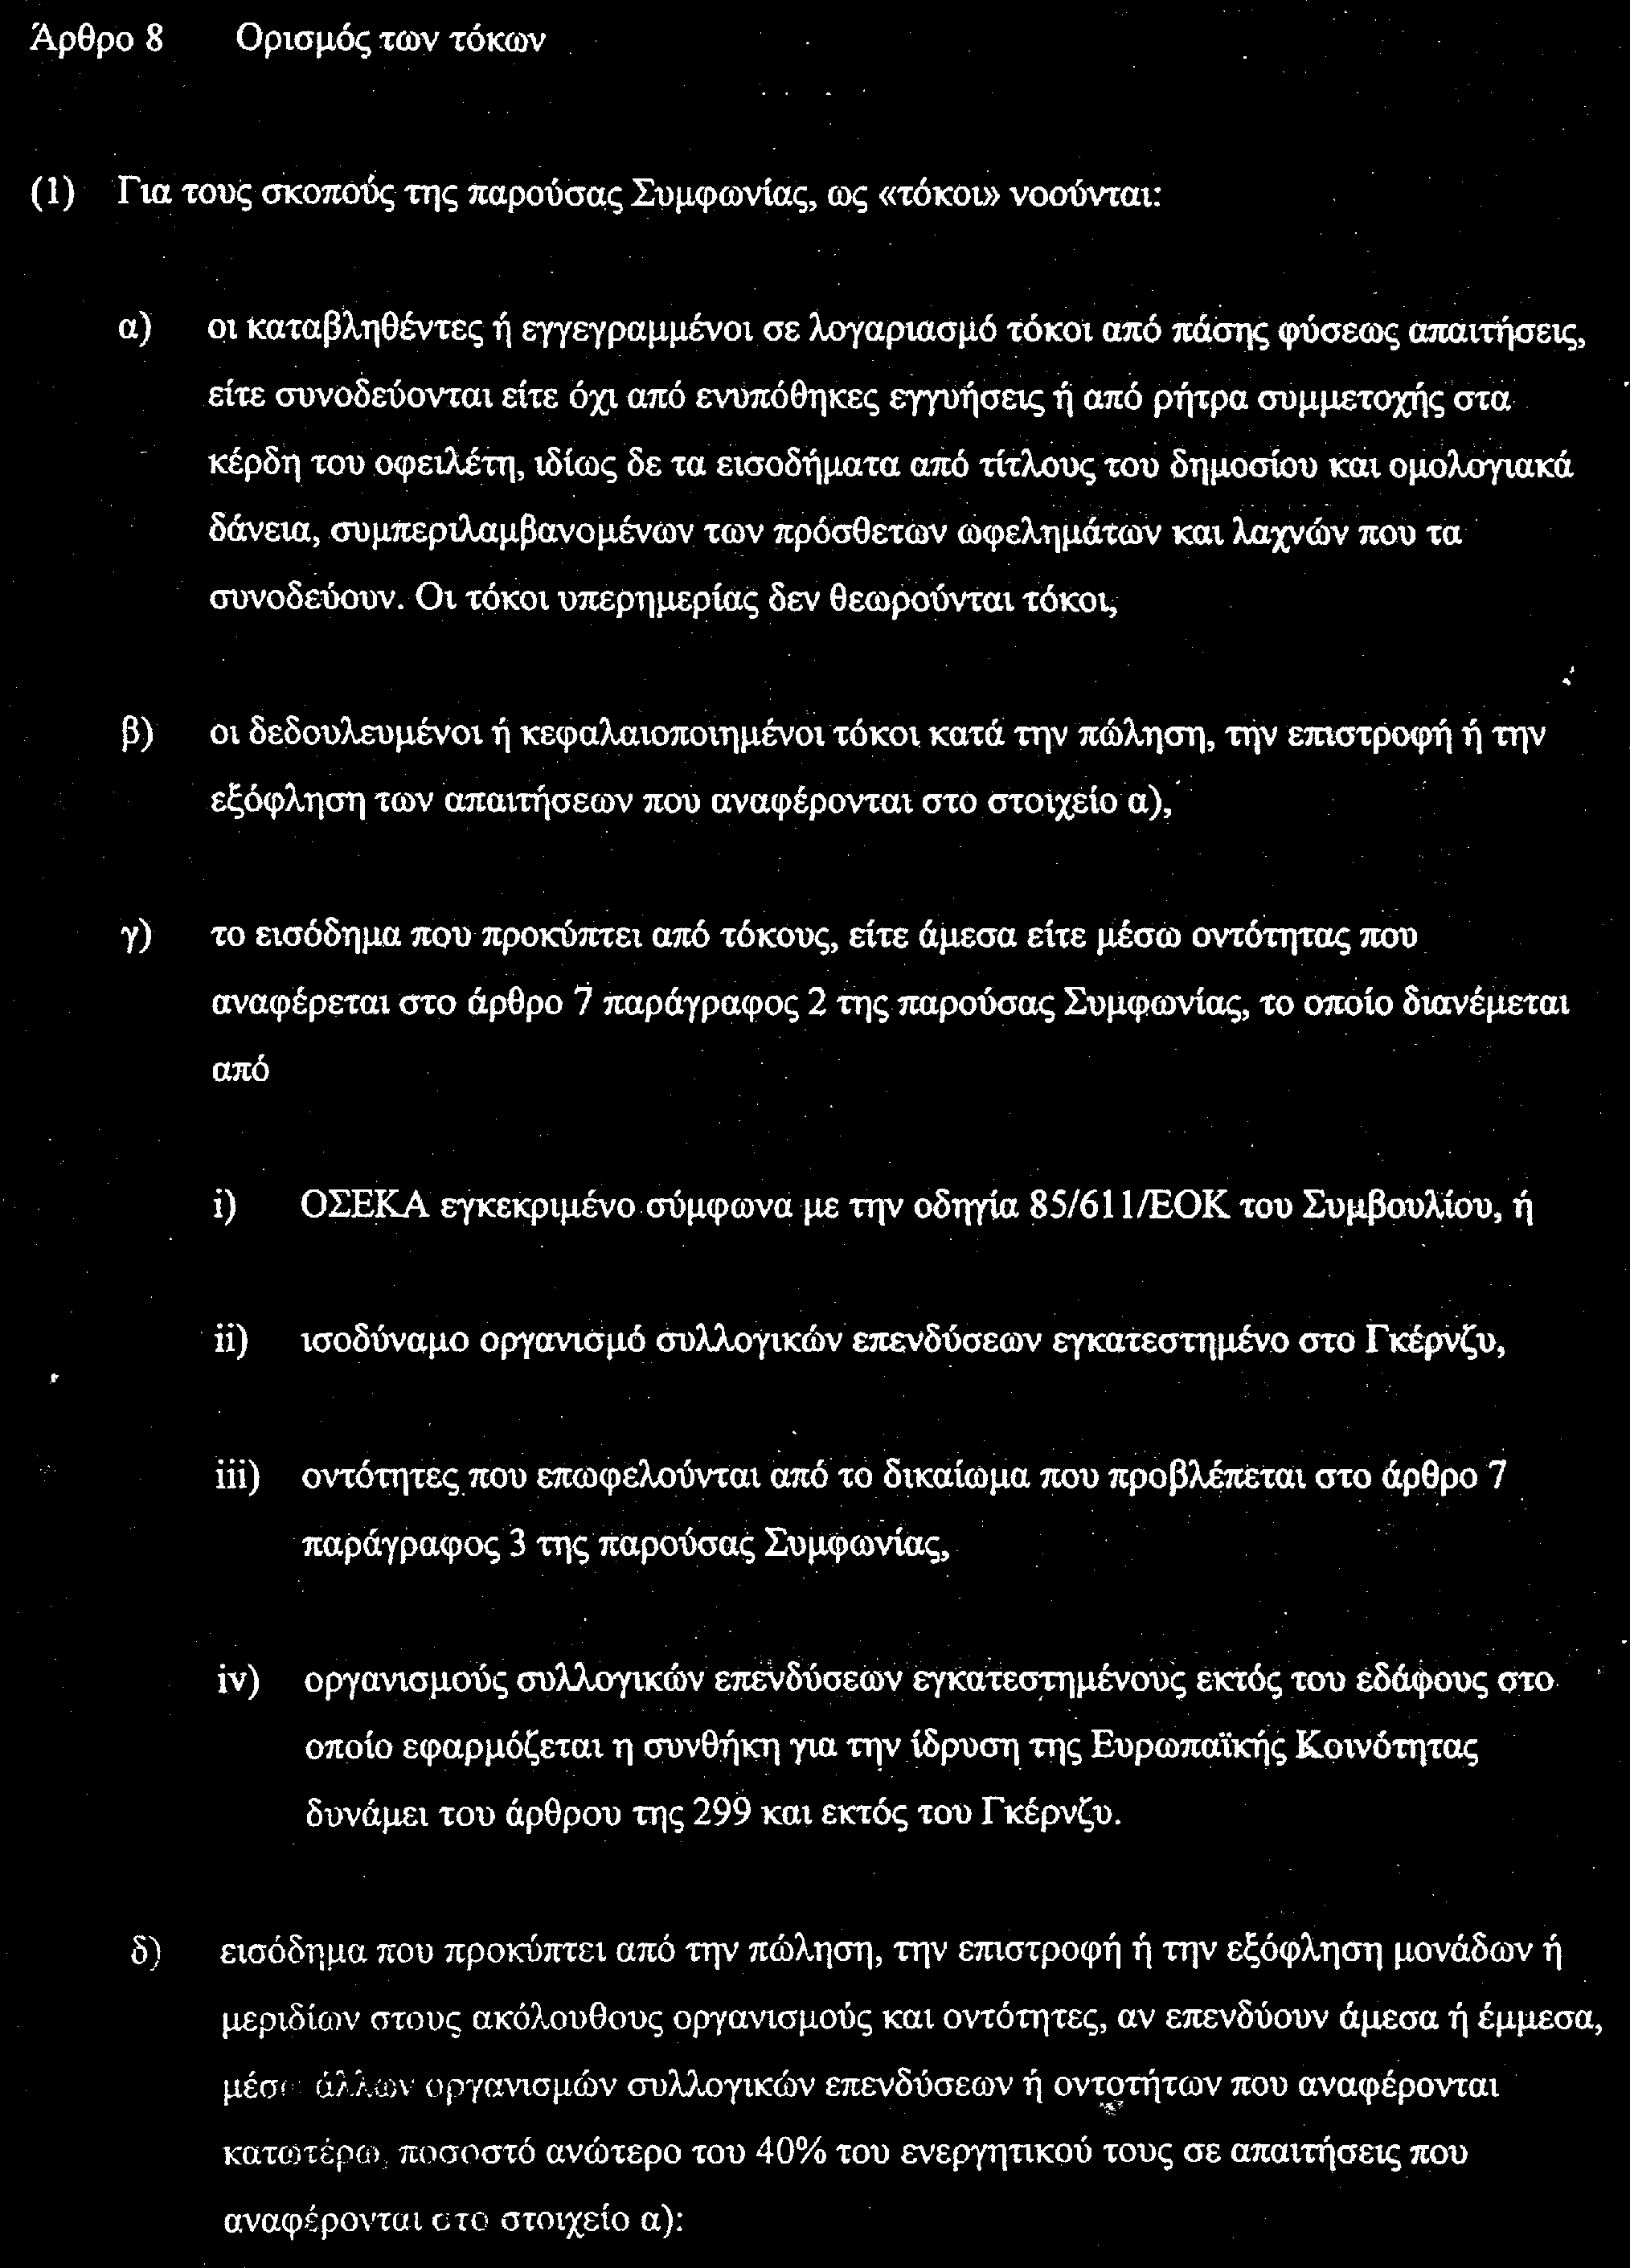 Άρθρο 8 Ορισμός των τόκων
(1) Για τους σκοπούς της παρούσας Συμφωνίας, ως «τόκοι» νοούνται:
α) οι καταβληθέντες ή εγγεγραμμένοι σε λογαριασμό τόκοι από πάσης φύσεως απαιτήσεις,
είτε συνοδεύονται είτε όχι από ενυπόθηκες εγγυήσεις ή από ρήτρα συμμετοχής στα
κέρδη του οφειλέτη, ιδίως δε τα εισοδήματα από τίτλους του δημοσίου και ομολογιακά
δάνεια, συμπεριλαμβανομένων των πρόσθετων ωφελημάτων και λαχνών που τα
συνοδεύουν. Οι τόκοι υπερημερίας δεν θεωρούνται τόκοι,
β) οι δεδουλευμένοι ή κεφαλαιοποιημένοι τόκοι κατά την πώληση, την επιστροφή ή την
εξόφληση των απαιτήσεων που αναφέρονται στο στοιχείο α),
γ) το εισόδημα που προκύπτει από τόκους, είτε άμεσα είτε μέσω οντότητας που
αναφέρεται στο άρθρο 7 παράγραφος 2 της παρούσας Συμφωνίας, το οποίο διανέμεται
από
i) ΟΣΕΚΑ εγκεκριμένο σύμφωνα με την οδηγία 85/611/ΕΟΚ του Συμβουλίου, ή
ii) ισοδύναμο οργανισμό συλλογικών επενδύσεων εγκατεστημένο στο Γκέρνζυ,
iii) οντότητες που επωφελούνται από το δικαίωμα που προβλέπεται στο άρθρο 7
παράγραφος 3 της παρούσας Συμφωνίας,
iv) οργανισμούς συλλογικών επενδύσεων εγκατεστημένους εκτός του εδάφους στο
οποίο εφαρμόζεται η συνθήκη για την ίδρυση της Ευρωπαϊκής Κοινότητας
δυνάμει του άρθρου της 299 και εκτός του Γκέρνζυ.
δ) εισόδημα που προκύπτει από την πώληση, την επιστροφή ή την εξόφληση μονάδων ή
μεριδίων στους ακόλουθους οργανισμούς και οντότητες, αν επενδύουν άμεσα ή έμμεσα,
μέσω άλλων οργανισμών συλλογικών επενδύσεων ή οντοτήτων που αναφέρονται
κατωτέρω, ποσοστό ανώτερο του 40% του ενεργητικού τους σε απαιτήσεις που
αναφέρονται στο στοιχείο α):